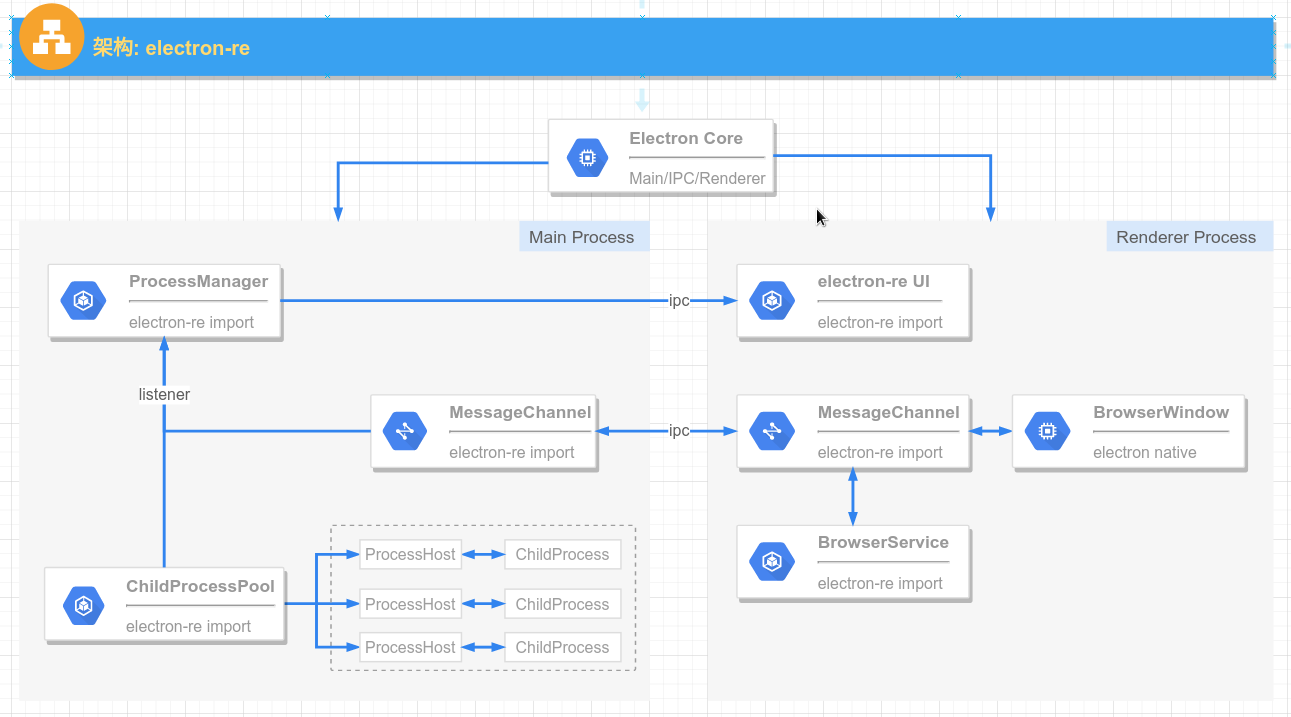 架构: electron-re
Electron Core
Main/IPC/Renderer
Main Process
Renderer Process
ProcessManager
electron-re import
ipc
electron-re UI
electron-re import
listener
MessageChannel
electron-re import
ipc
MessageChannel
electron-re import
BrowserWindow
electron native
ProcessHost
ChildProcess
BrowserService
electron-re import
ChildProcessPool
electron-re import
ProcessHost
ChildProcess
ProcessHost
ChildProcess